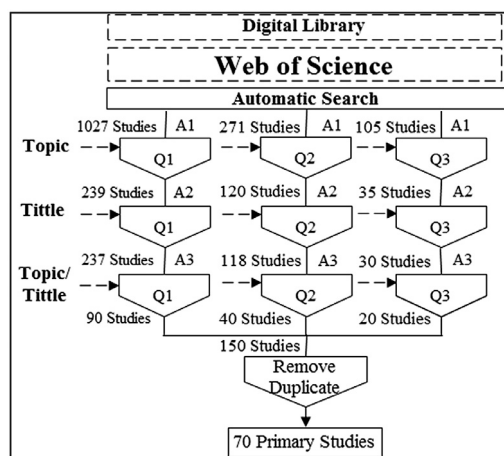 Digital Library
Web of Science
Automatic Search
1027 Studies A1 271 Studies A1 105 Studies A1
Topic Q1 Q2 Q3
239 Studies A2 120 Studies A2 35 Studies A2
Tittle Q1 Q2 Q3
237 Studies A3 118 Studies A3 30 Studies A3
Topic/
Tittle
Q1 Q2 Q3
90 Studies 40 Studies 20 Studies
150 Studies
Remove
Duplicate
70 Primary Studies